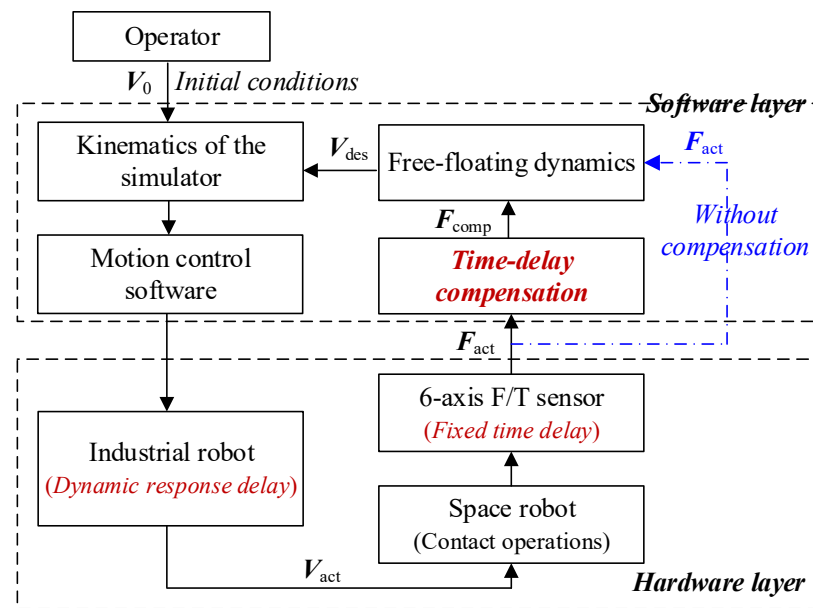 Operator
V0 Initial conditions
Software layer
Kinematics of the
simulator
Vdes
Free-floating dynamics
Fact
Without
compensation
Fcomp
Motion control
software
Time-delay
compensation
Fact
6-axis F/T sensor
(Fixed time delay)
Industrial robot
(Dynamic response delay)
Space robot
(Contact operations)
Vact
Hardware layer